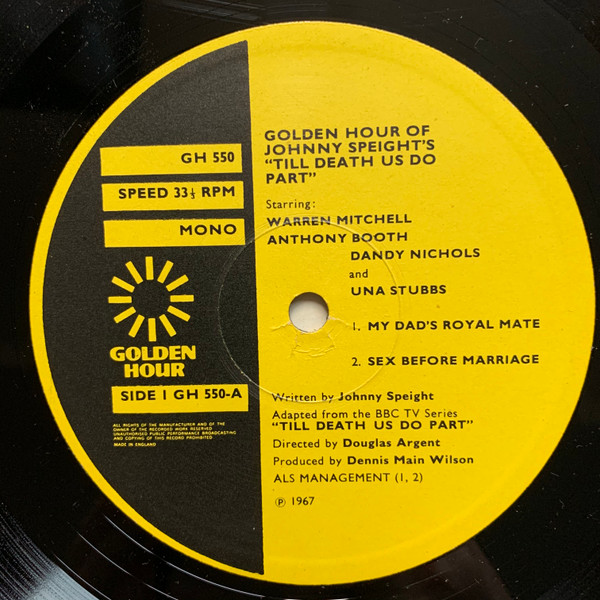 GH 550
SPEED 33⅓ RPM
MONO
GOLDEN
HOUR
SIDE 1 GH 550-A
ALL RIGHTS OF THE MANUFACTURER AND OF THE
OWNER OF THE RECORDED WORK RESERVED
UNAUTHORISED PUBLIC PERFORMANCE BROADCASTING
AND COPYING OF THIS RECORD PROHIBITED
MADE IN ENGLAND
GOLDEN HOUR OF
JOHNNY SPEIGHT'S
"TILL DEATH US DO
PART"
Starring:
WARREN MITCHELL
ANTHONY BOOTH
DANDY NICHOLS
and
UNA STUBBS
1. MY DAD'S ROYAL MATE
2. SEX BEFORE MARRIAGE
Written by Johnny Speight
Adapted from the BBC TV Series
"TILL DEATH US DO PART"
Directed by Douglas Argent
Produced by Dennis Main Wilson
ALS MANAGEMENT (1, 2)
℗ 1967